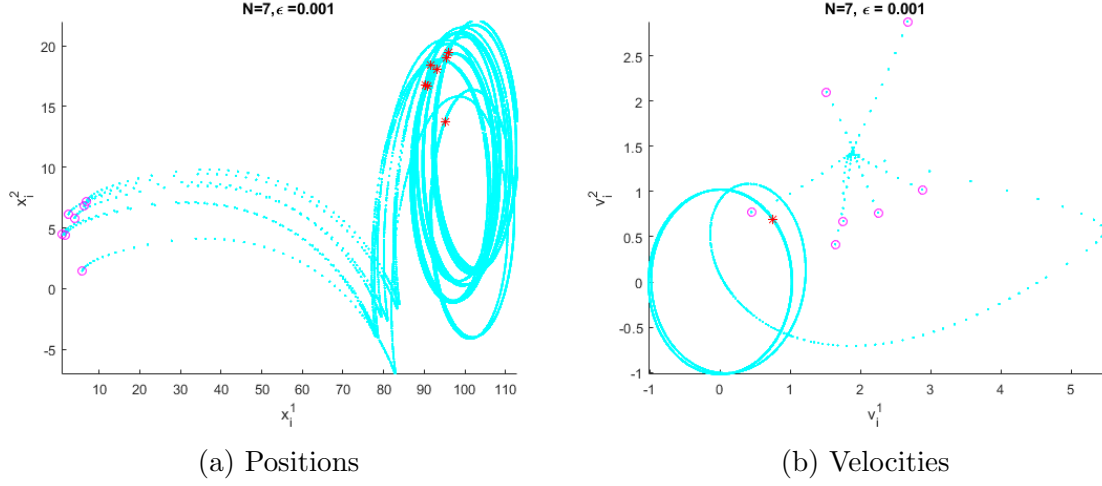 N=7,ϵ =0.001
20
15
10
5
0
-5
10 20 30 40 50 60 70 80 90 100 110
x_i^1
x_i^2
(a) Positions
N=7, ϵ = 0.001
2.5
2
1.5
1
0.5
0
-0.5
-1
-1 0 1 2 3 4 5
v_i^1
v_i^2
(b) Velocities